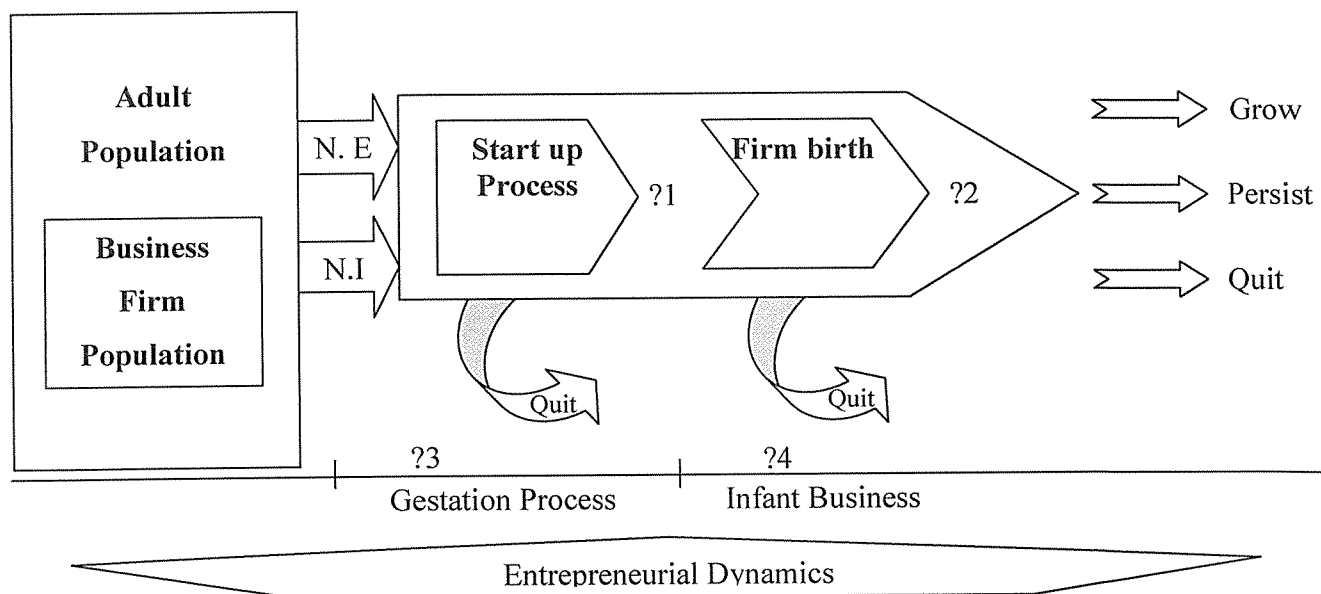 Adult
Population
Business
Firm
Population
N. E
N.I
Start up
Process
?1
Firm birth
?2
Grow
Persist
Quit
Quit
Quit
?3
?4
Gestation Process
Infant Business
Entrepreneurial Dynamics